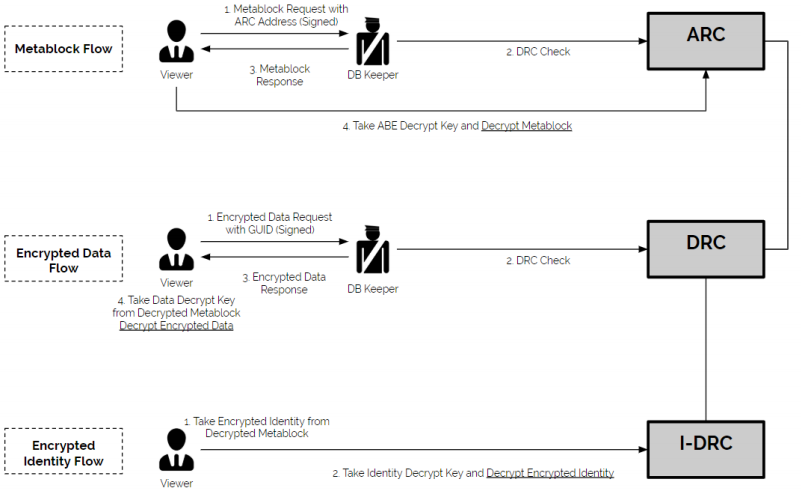 Metablock Flow
1. Metablock Request with
ARC Address (Signed)
Viewer
3. Metablock
Response
DB Keeper
2. DRC Check
ARC
4. Take ABE Decrypt Key and Decrypt Metablock
Encrypted Data
Flow
1. Encrypted Data Request
with GUID (Signed)
Viewer
3. Encrypted Data
Response
DB Keeper
2. DRC Check
DRC
4. Take Data Decrypt Key
from Decrypted Metablock
Decrypt Encrypted Data
Encrypted
Identity Flow
1. Take Encrypted Identity from
Decrypted Metablock
Viewer
2. Take Identity Decrypt Key and Decrypt Encrypted Identity
I-DRC